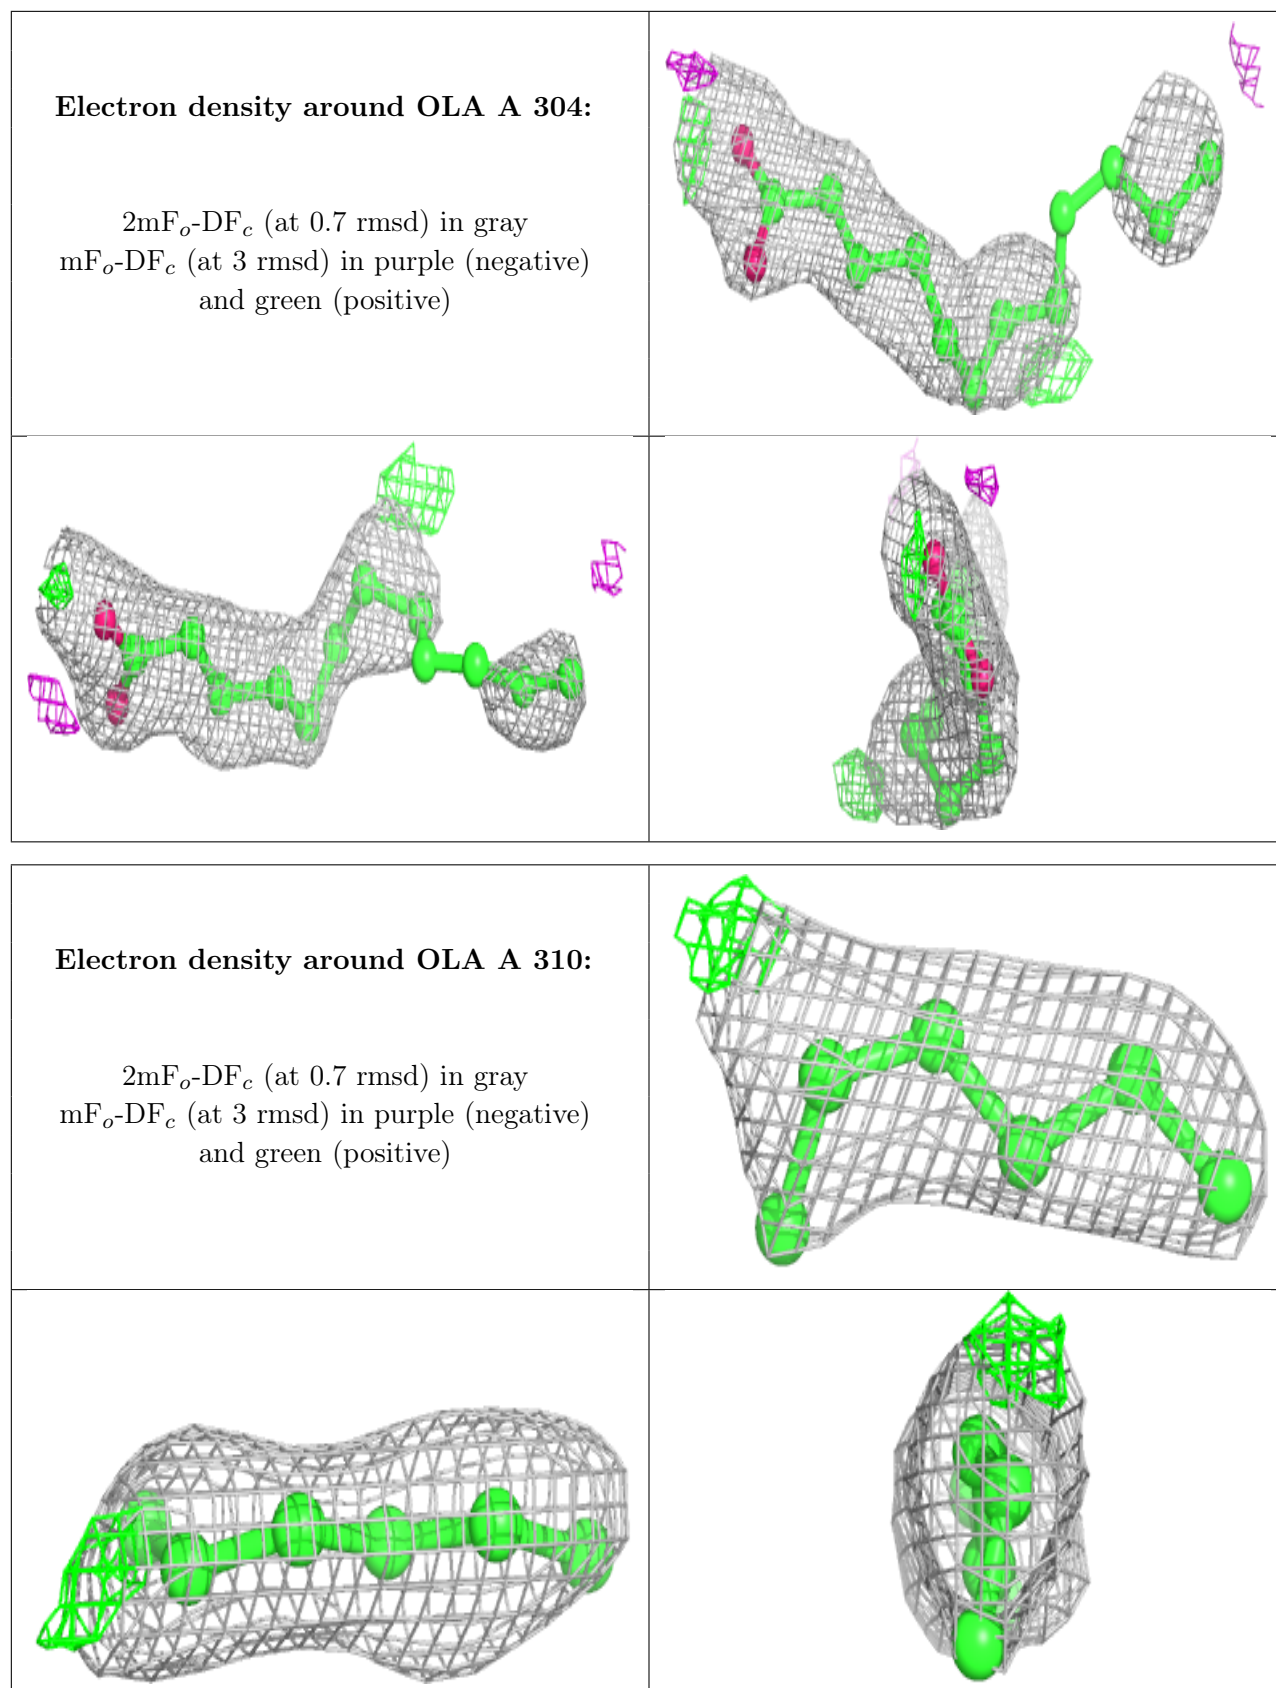 Electron density around OLA A 304:
2mFₒ-DF𝒸 (at 0.7 rmsd) in gray
mFₒ-DF𝒸 (at 3 rmsd) in purple (negative)
and green (positive)
Electron density around OLA A 310:
2mFₒ-DF𝒸 (at 0.7 rmsd) in gray
mFₒ-DF𝒸 (at 3 rmsd) in purple (negative)
and green (positive)